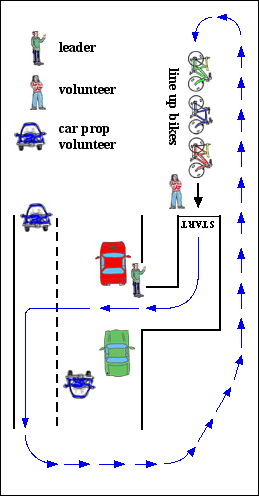 leader
volunteer
car prop
volunteer
line up bikes
START